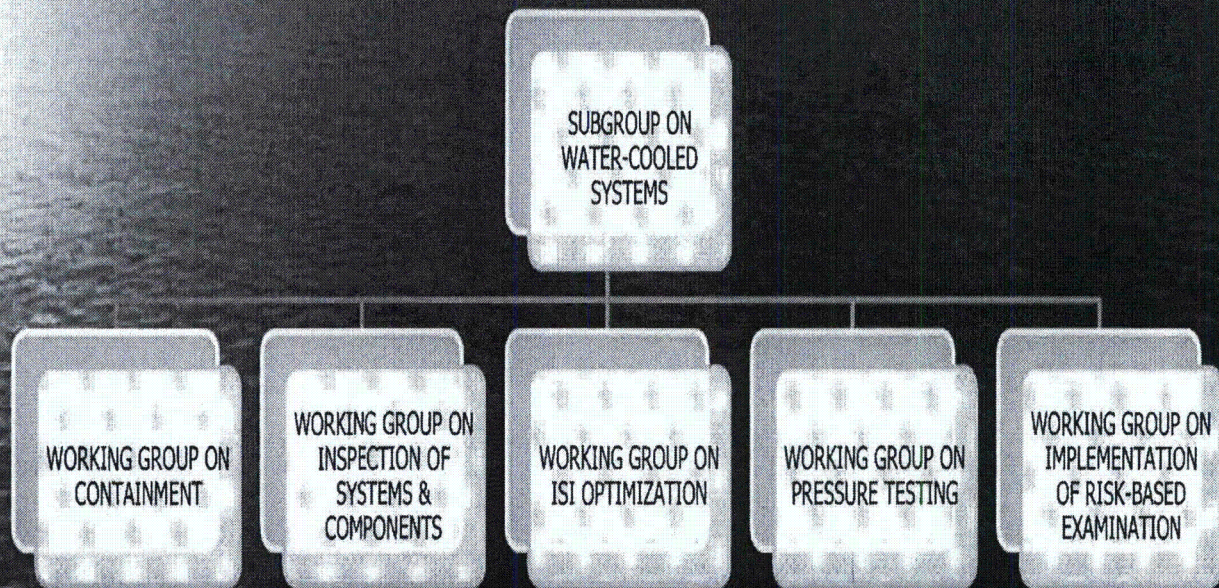 SUBGROUP ON
WATER-COOLED
SYSTEMS
WORKING GROUP ON
CONTAINMENT
WORKING GROUP ON
INSPECTION OF
SYSTEMS &
COMPONENTS
WORKING GROUP ON
ISI OPTIMIZATION
WORKING GROUP ON
PRESSURE TESTING
WORKING GROUP ON
IMPLEMENTATION
OF RISK-BASED
EXAMINATION